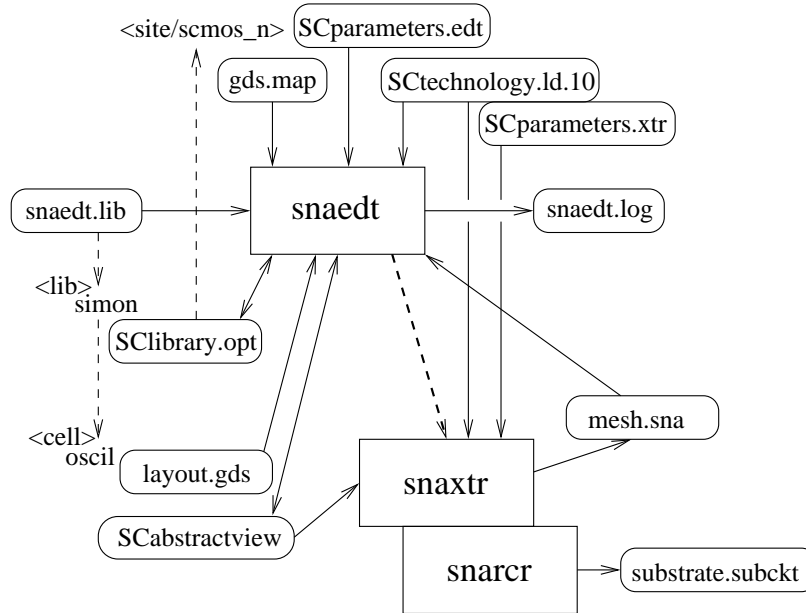 <site/scmos_n>
SCparameters.edt
gds.map
SCtechnology.ld.10
SCparameters.xtr
snaedt.lib
snaedt
snaedt.log
<lib>
simon
SClibrary.opt
mesh.sna
<cell>
oscil
layout.gds
snaxtr
SCabstractview
snarcr
substrate.subckt